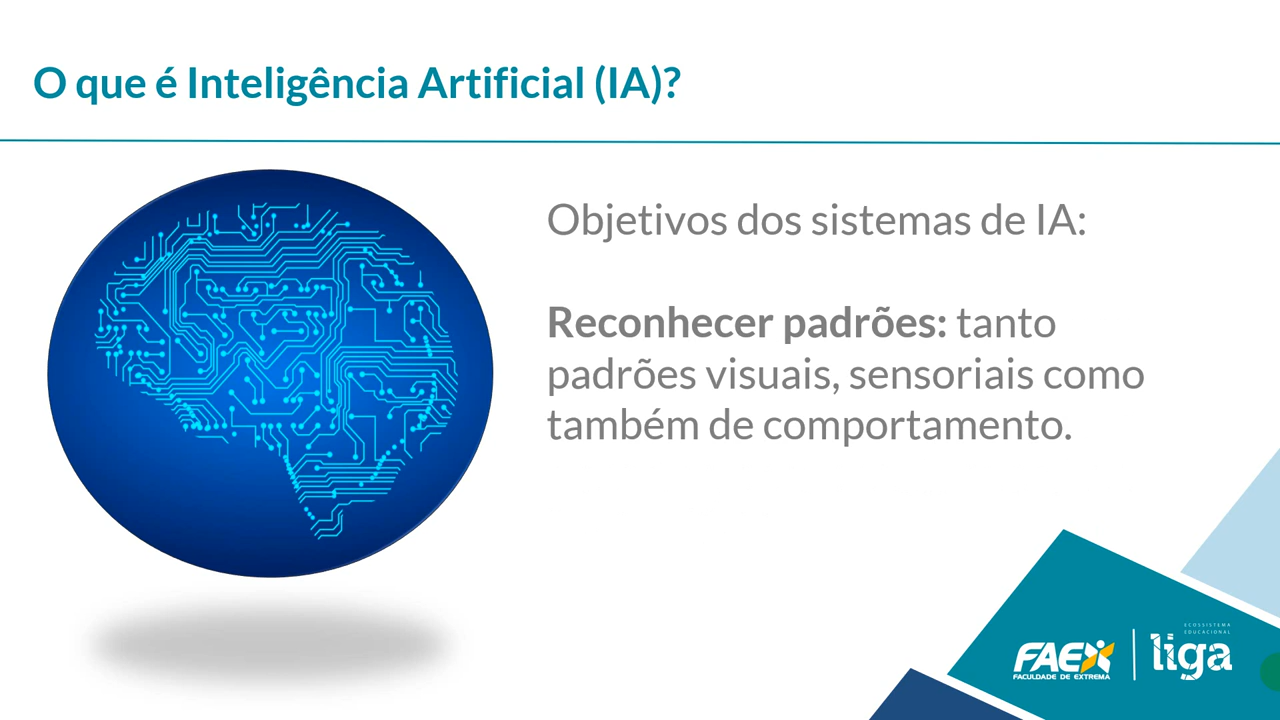 O que é Inteligência Artificial (IA)?
Objetivos dos sistemas de IA:
Reconhecer padrões: tanto
padrões visuais, sensoriais como
também de comportamento.
ECOSSISTEMA
EDUCACIONAL
FAEX
FACULDADE DE EXTREMA
liga